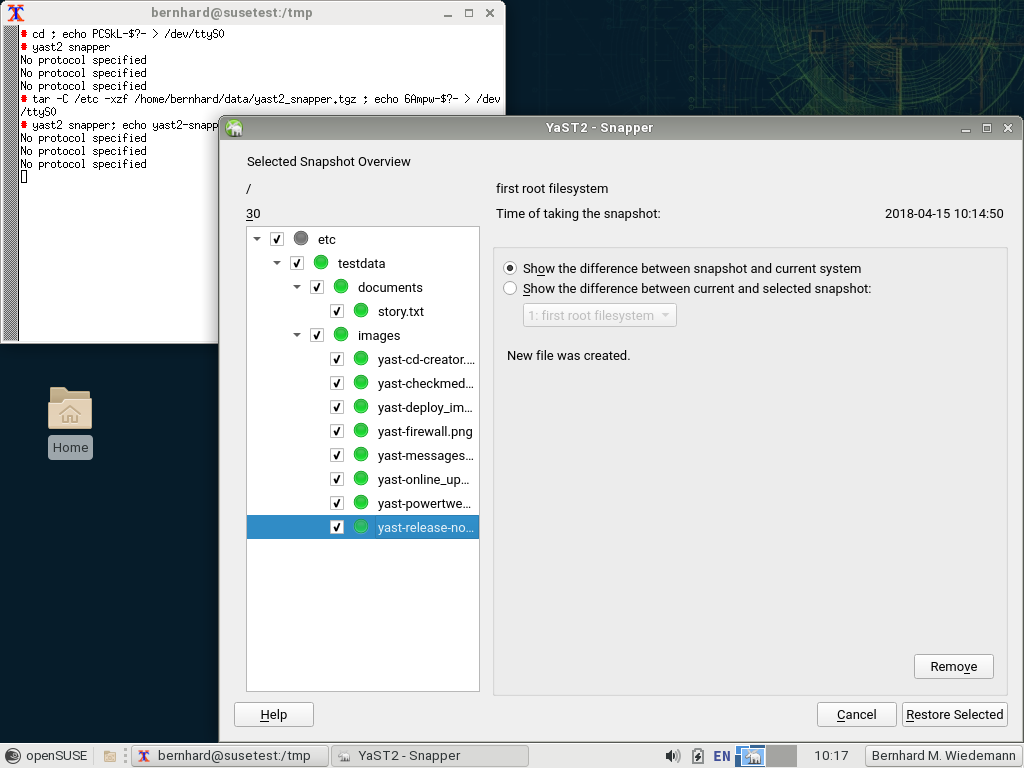 bernhard@susetest:/tmp
# cd ; echo PCSkL-$?- > /dev/ttyS0
# yast2 snapper
No protocol specified
No protocol specified
No protocol specified
# tar -C /etc -xzf /home/bernhard/data/yast2_snapper.tgz ; echo 6Ampw-$?- > /dev
/ttyS0
# yast2 snapper; echo yast2-snapp
No protocol specified
No protocol specified
No protocol specified
YaST2 - Snapper
Selected Snapshot Overview
/
first root filesystem
30
Time of taking the snapshot:
2018-04-15 10:14:50
etc
testdata
documents
story.txt
images
yast-cd-creator....
yast-checkmed...
yast-deploy_im...
yast-firewall.png
yast-messages...
yast-online_up...
yast-powertwe...
yast-release-no...
Show the difference between snapshot and current system
Show the difference between current and selected snapshot:
1: first root filesystem
New file was created.
Remove
Help
Cancel
Restore Selected
Home
openSUSE
bernhard@susetest:/tmp
YaST2 - Snapper
EN
10:17
Bernhard M. Wiedemann